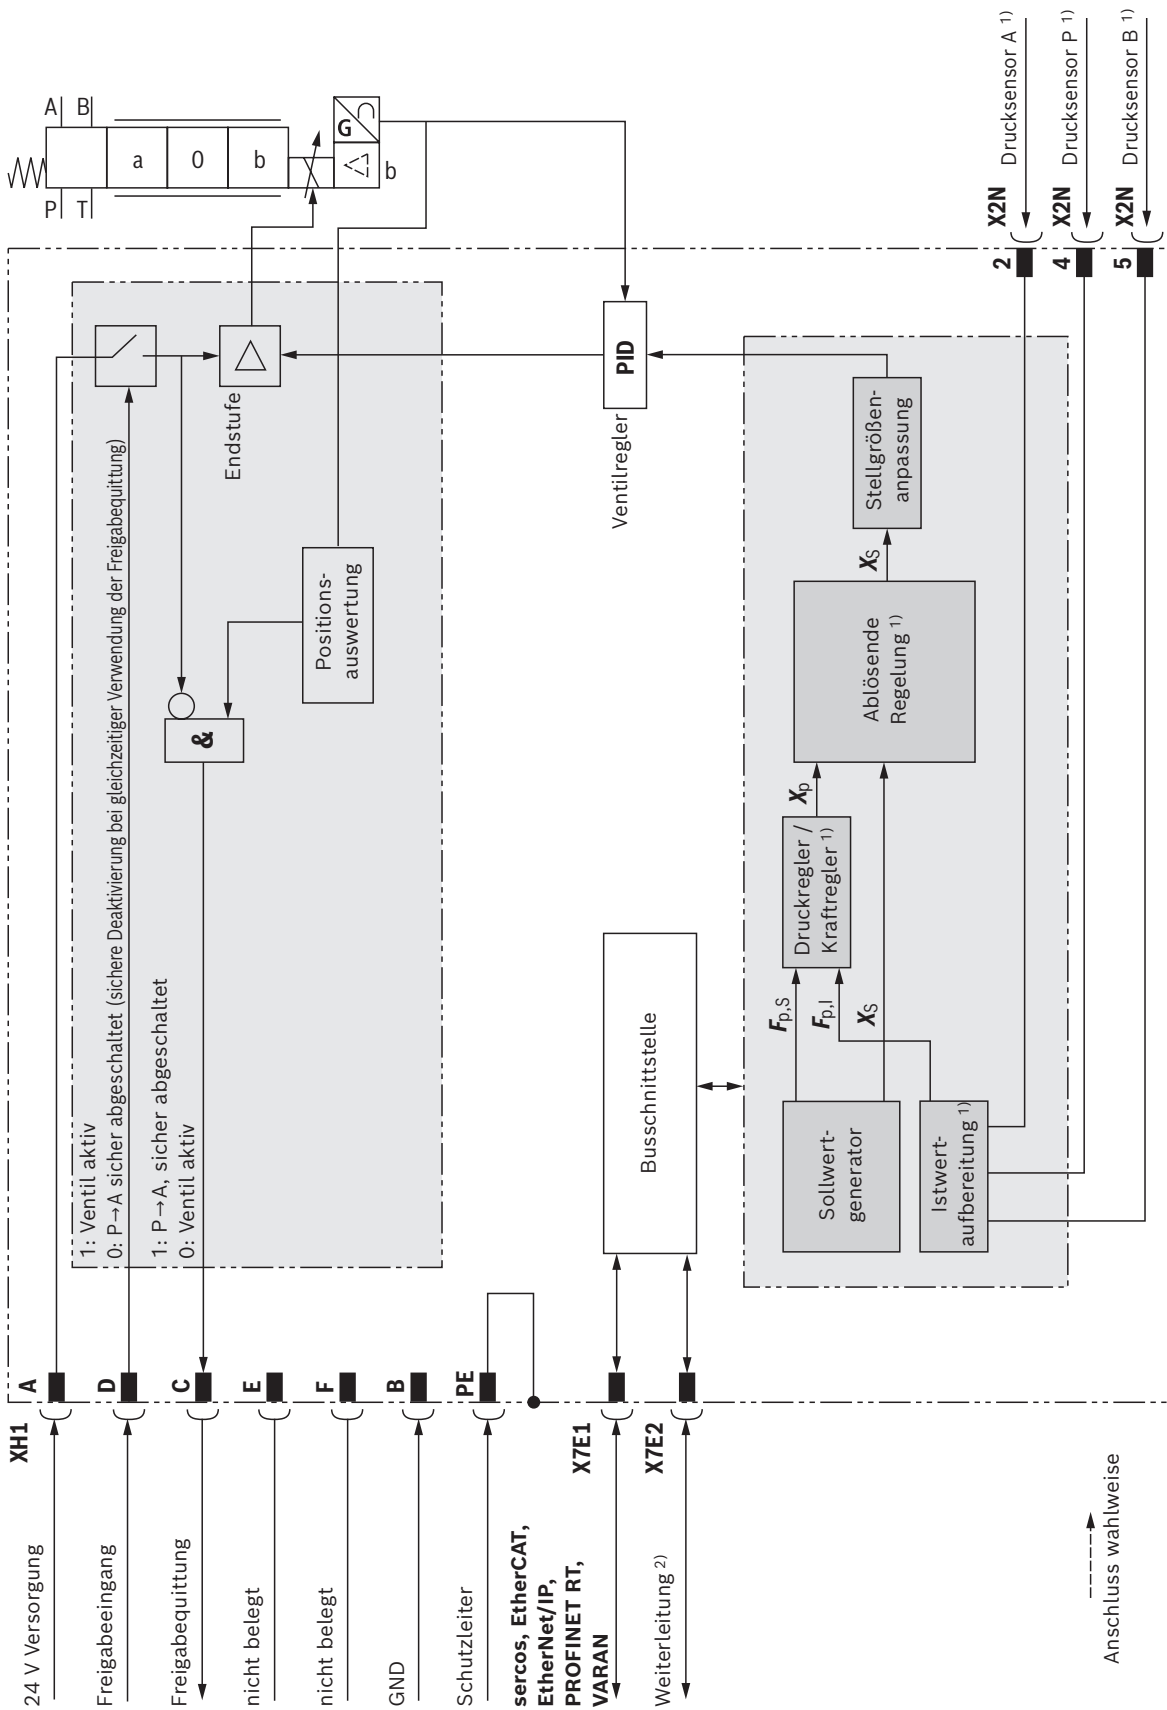 XH1
24 V Versorgung
A
Freigabeeingang
D
Freigabequittung
C
nicht belegt
E
nicht belegt
F
GND
B
Schutzleiter
PE
sercos, EtherCAT,
EtherNet/IP,
PROFINET RT,
VARAN
X7E1
Weiterleitung 2)
X7E2
Anschluss wahlweise
1: Ventil aktiv
0: P→A sicher abgeschaltet (sichere Deaktivierung bei gleichzeitiger Verwendung der Freigabequittung)
1: P→A, sicher abgeschaltet
0: Ventil aktiv
&
Positions-
auswertung
Endstufe
Busschnittstelle
Ventilregler
PID
Sollwert-
generator
Istwert-
aufbereitung 1)
Fp,S
Fp,I
XS
Druckregler /
Kraftregler 1)
Xp
Ablösende
Regelung 1)
XS
Stellgrößen-
anpassung
P
T
A
B
a
0
b
G
b
2
X2N
Drucksensor A 1)
4
X2N
Drucksensor P 1)
5
X2N
Drucksensor B 1)